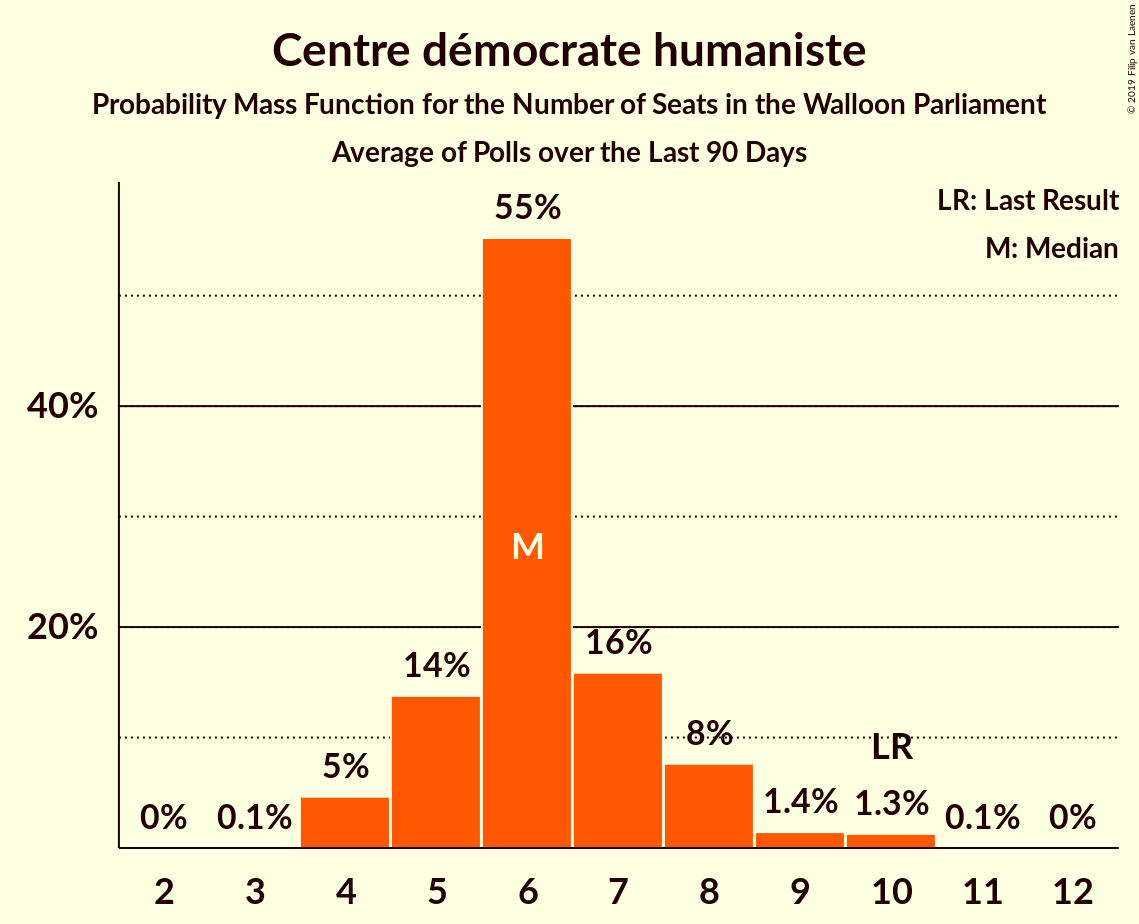 Centre démocrate humaniste
Probability Mass Function for the Number of Seats in the Walloon Parliament
Average of Polls over the Last 90 Days
© 2019 Filip van Laenen
LR: Last Result
M: Median
55%
40%
M
20%
16%
14%
8%
LR
5%
0% 0.1% 1.4% 1.3% 0.1% 0%
2 3 4 5 6 7 8 9 10 11 12